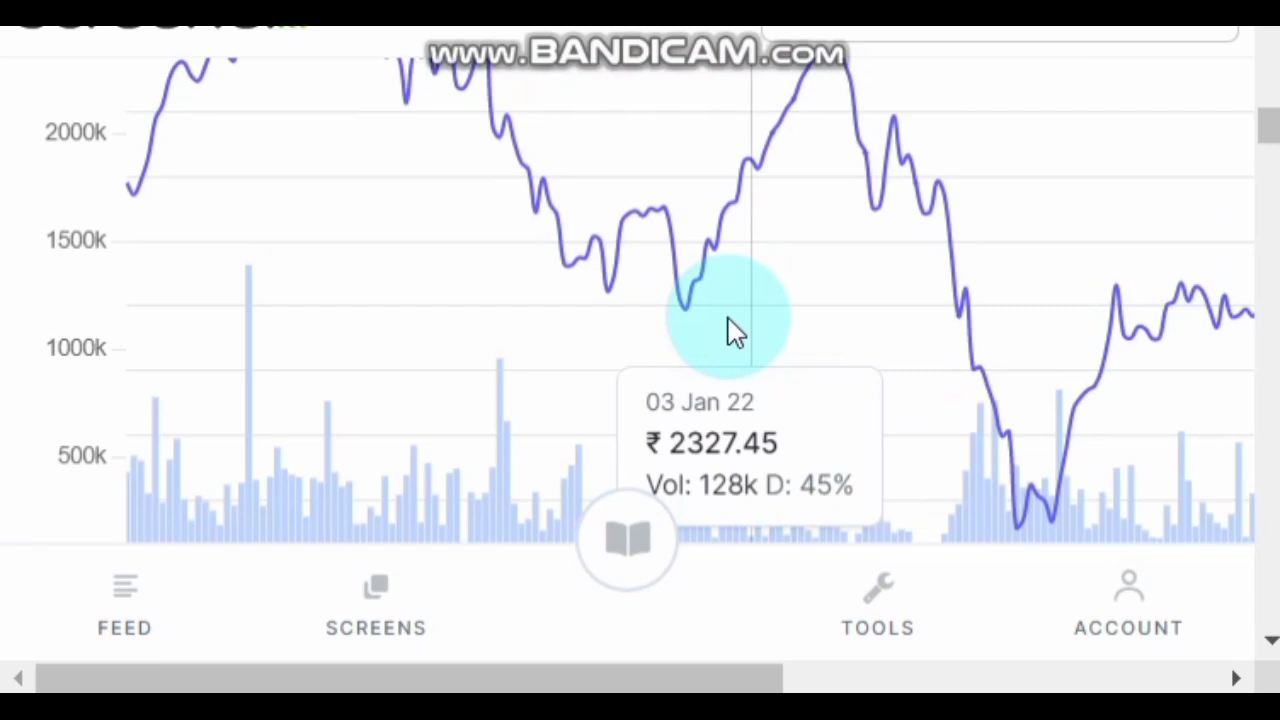 www.BANDICAM.com
2000k
1500k
1000k
500k
03 Jan 22
₹ 2327.45
Vol: 128k D: 45%
FEED
SCREENS
TOOLS
ACCOUNT